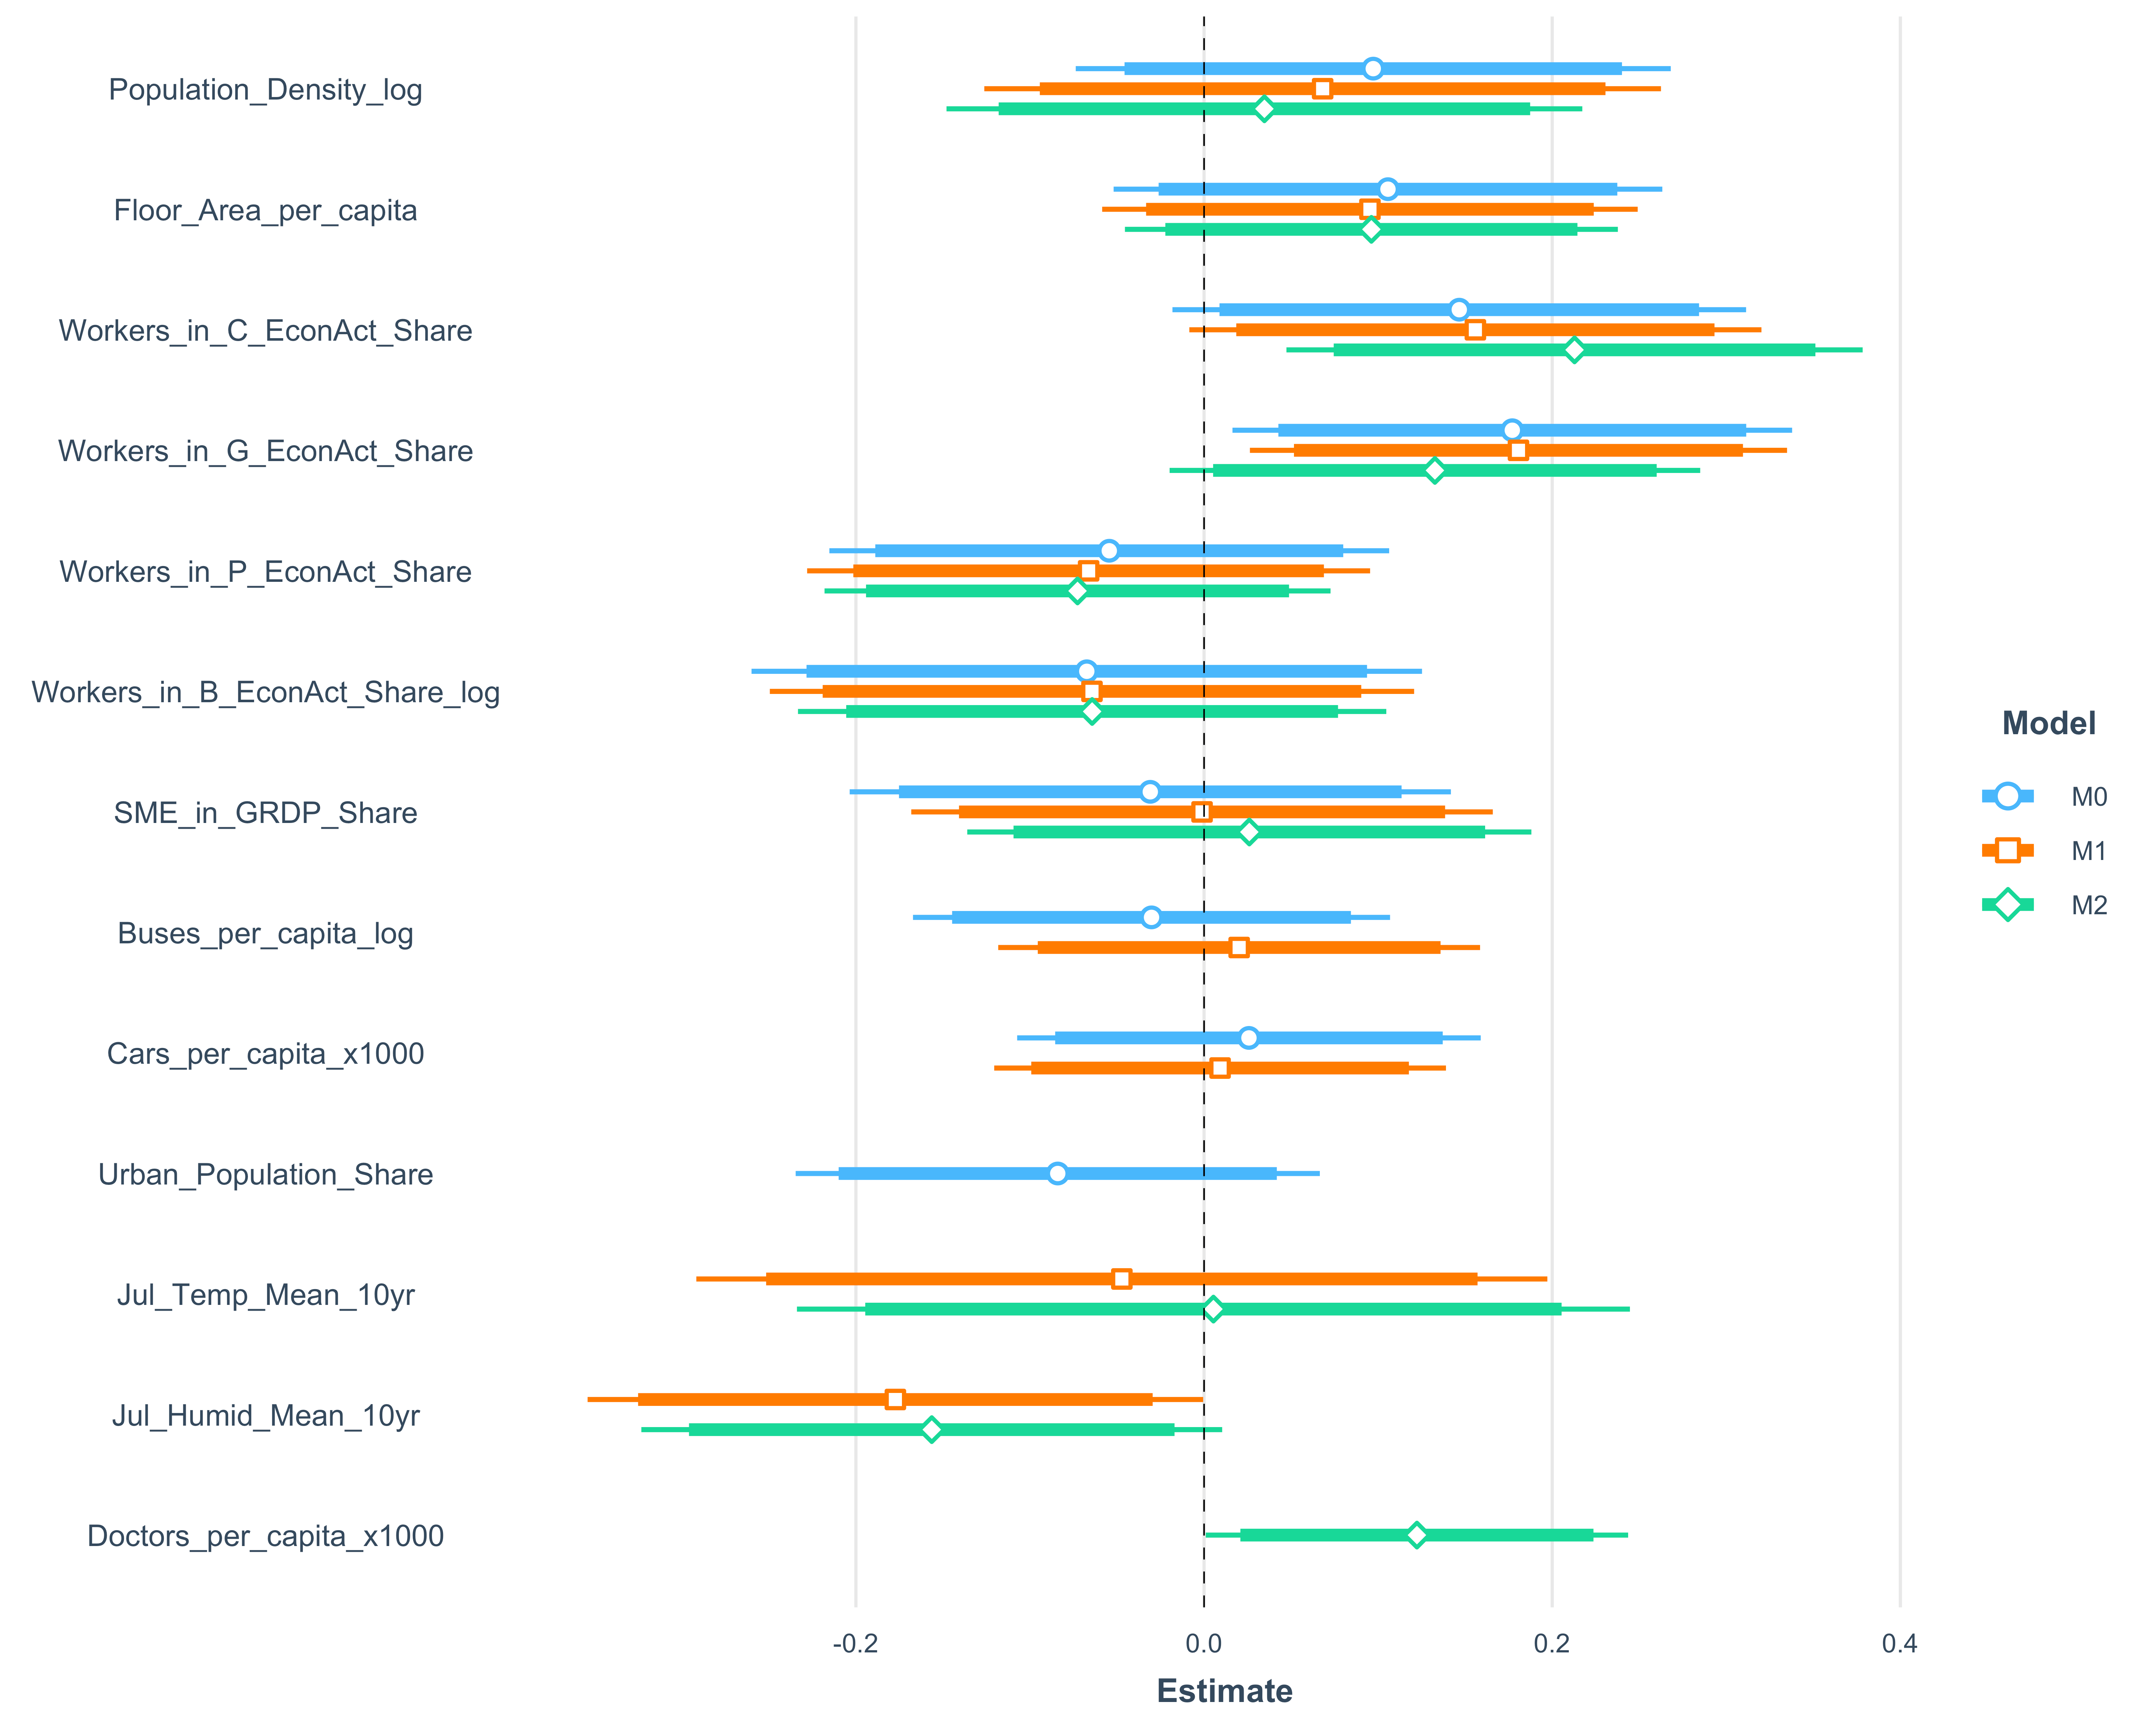 Population_Density_log
Floor_Area_per_capita
Workers_in_C_EconAct_Share
Workers_in_G_EconAct_Share
Workers_in_P_EconAct_Share
Workers_in_B_EconAct_Share_log
SME_in_GRDP_Share
Buses_per_capita_log
Cars_per_capita_x1000
Urban_Population_Share
Jul_Temp_Mean_10yr
Jul_Humid_Mean_10yr
Doctors_per_capita_x1000
-0.2 0.0 0.2 0.4
Estimate
Model
M0
M1
M2